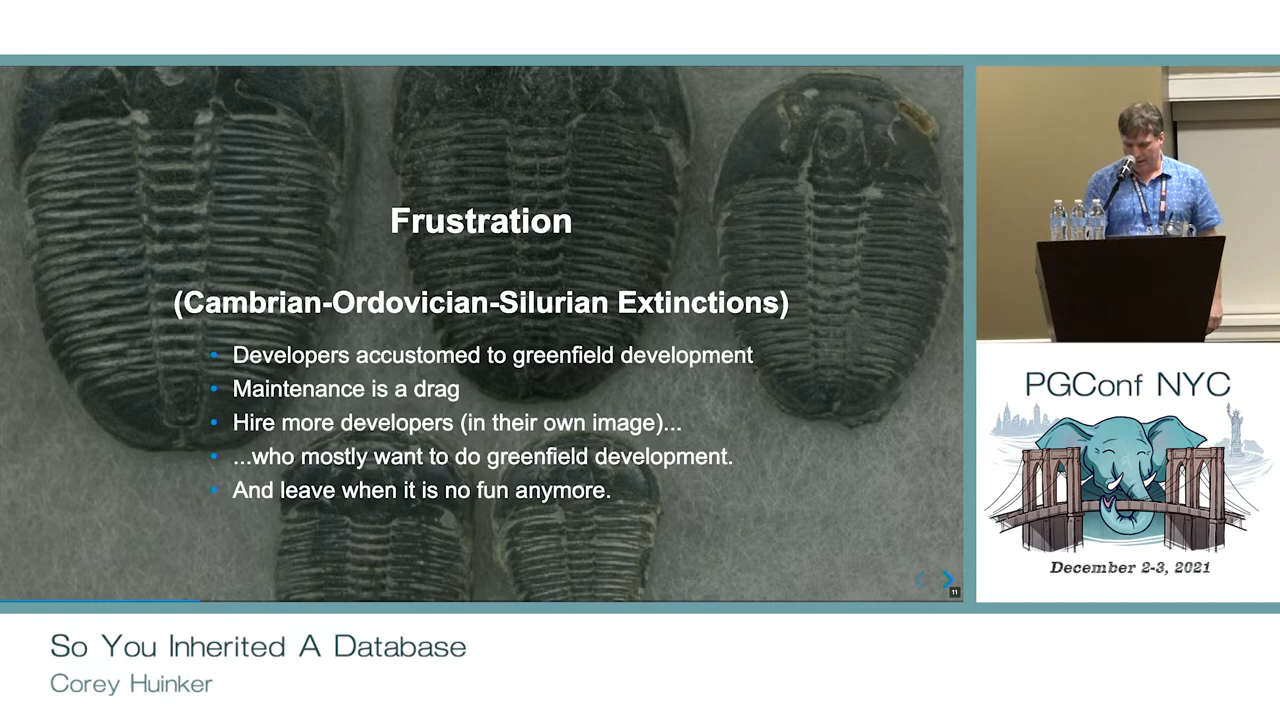 Frustration
(Cambrian-Ordovician-Silurian Extinctions)
• Developers accustomed to greenfield development
• Maintenance is a drag
• Hire more developers (in their own image)...
• ...who mostly want to do greenfield development.
• And leave when it is no fun anymore.
11
PGConf NYC
December 2-3, 2021
So You Inherited A Database
Corey Huinker